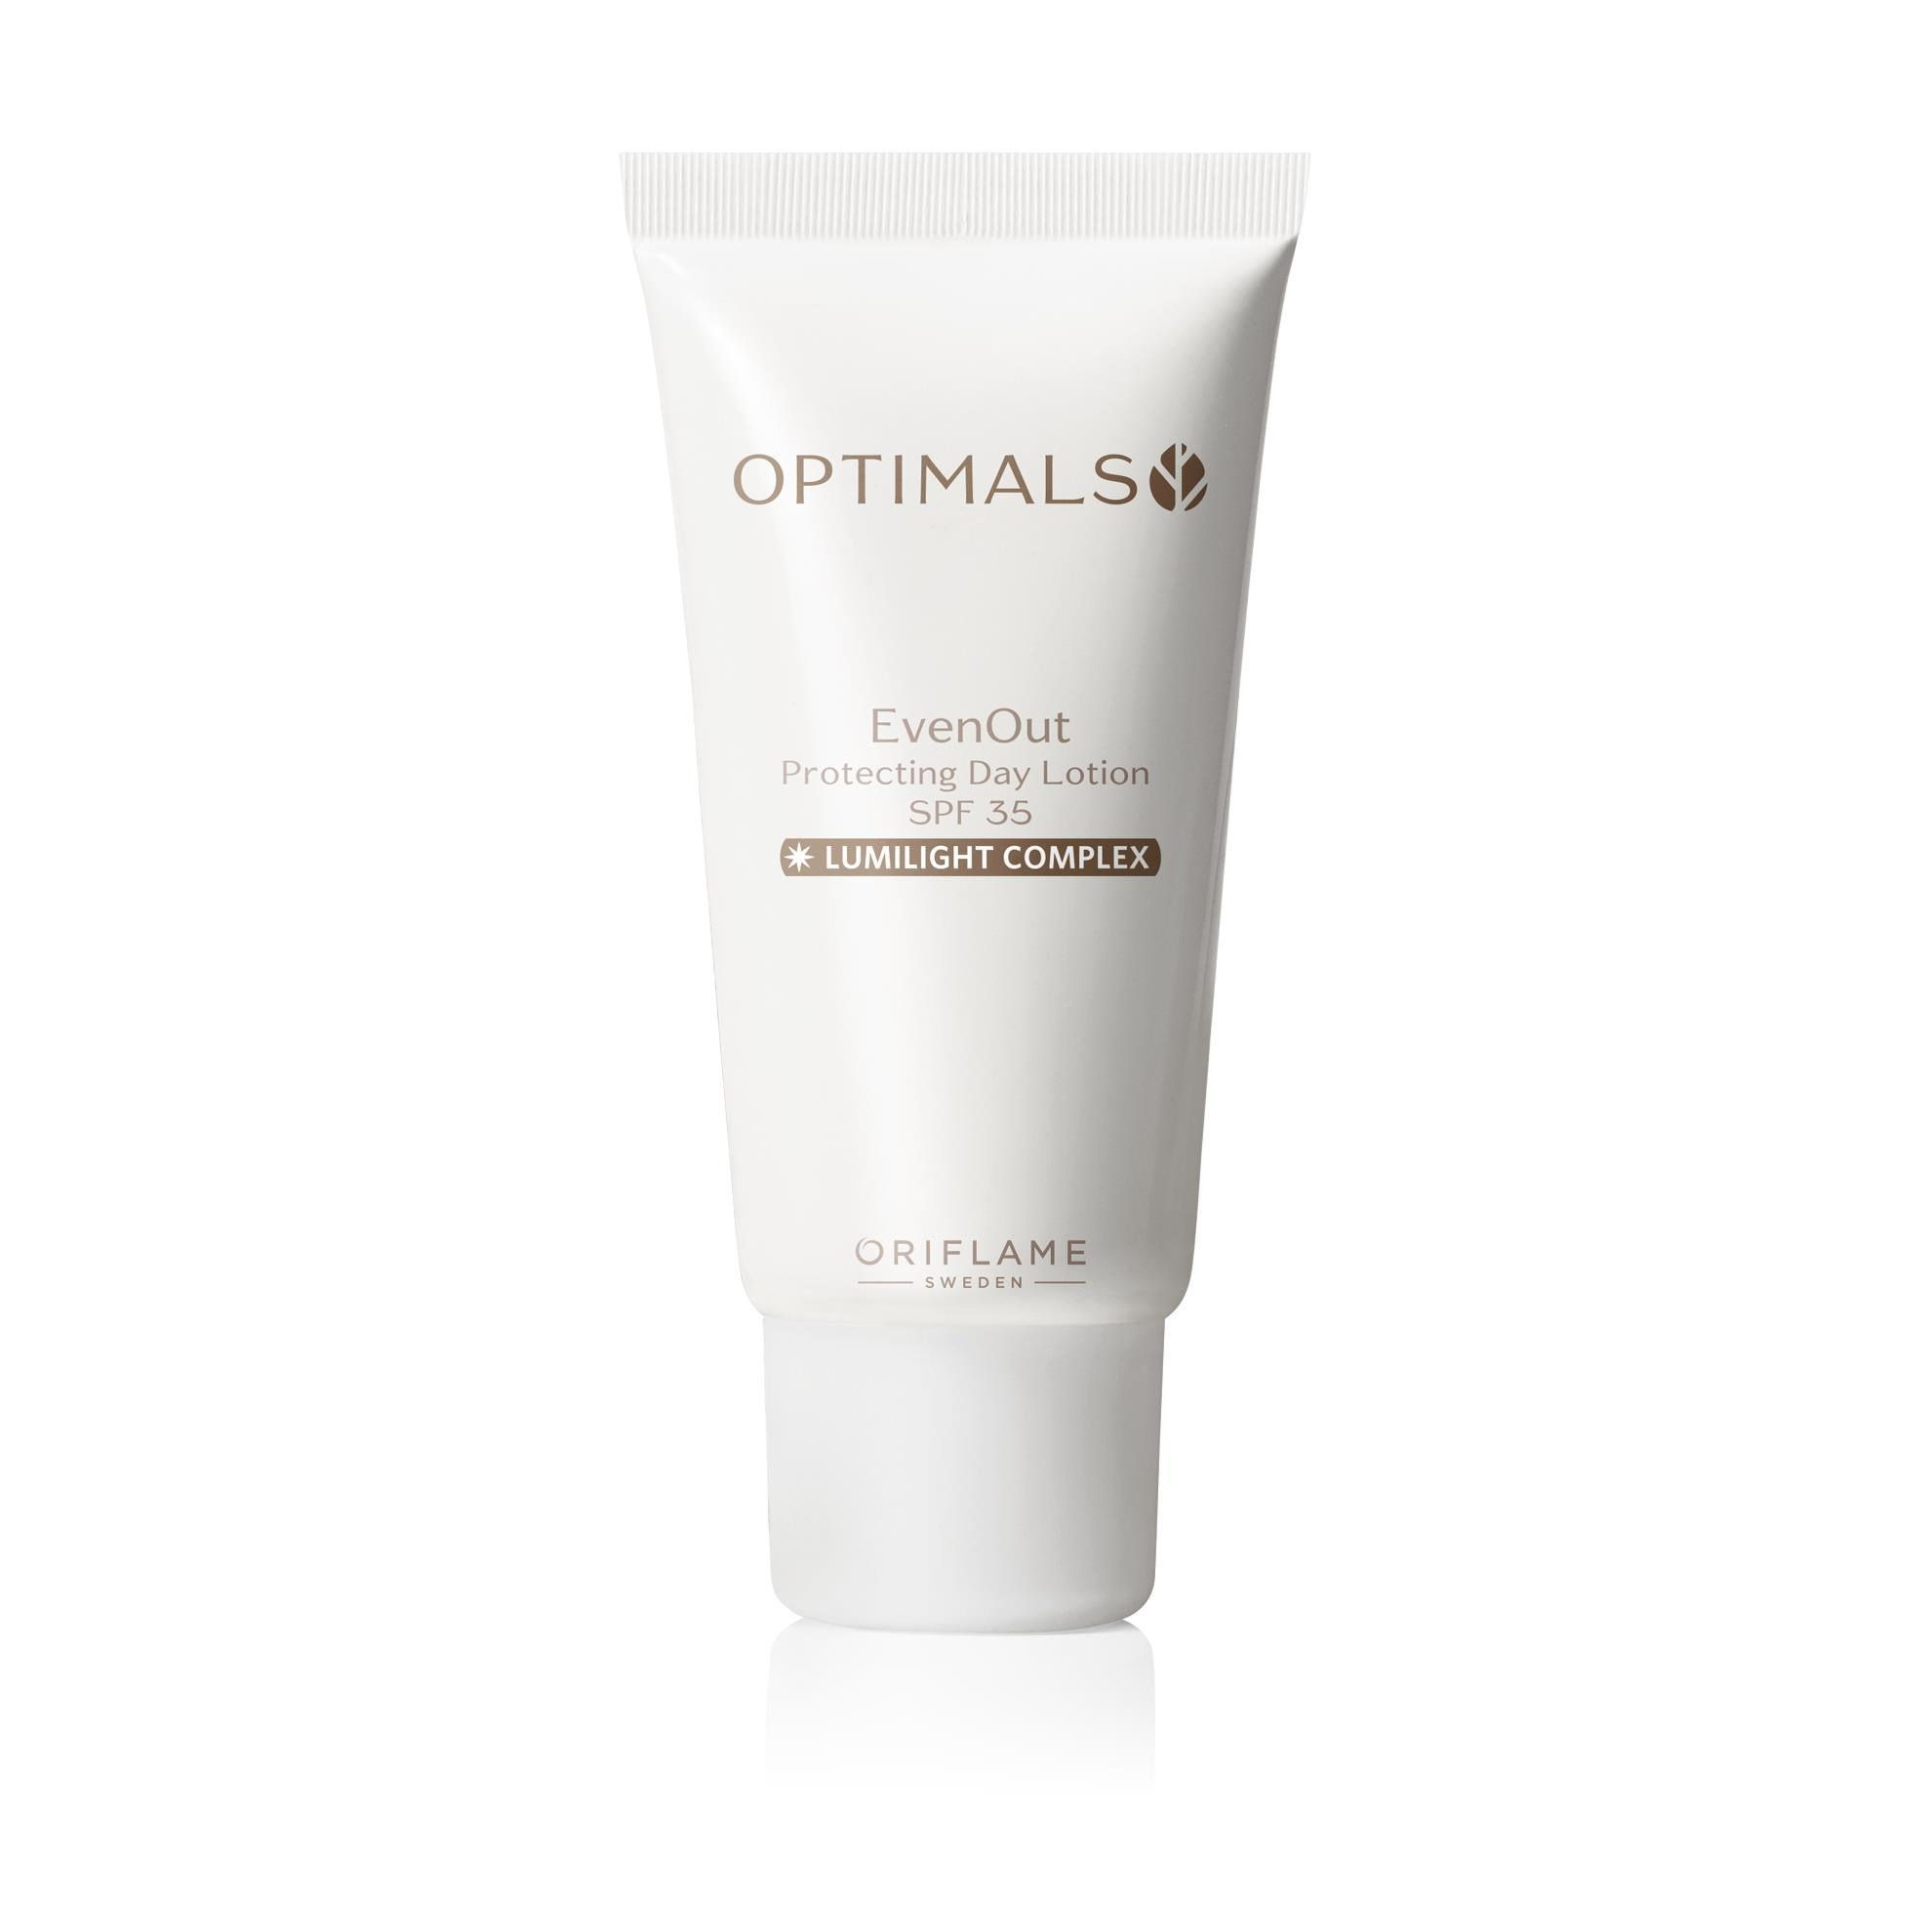 OPTIMALS
EvenOut
Protecting Day Lotion
SPF 35
LUMILIGHT COMPLEX
ORIFLAME
SWEDEN